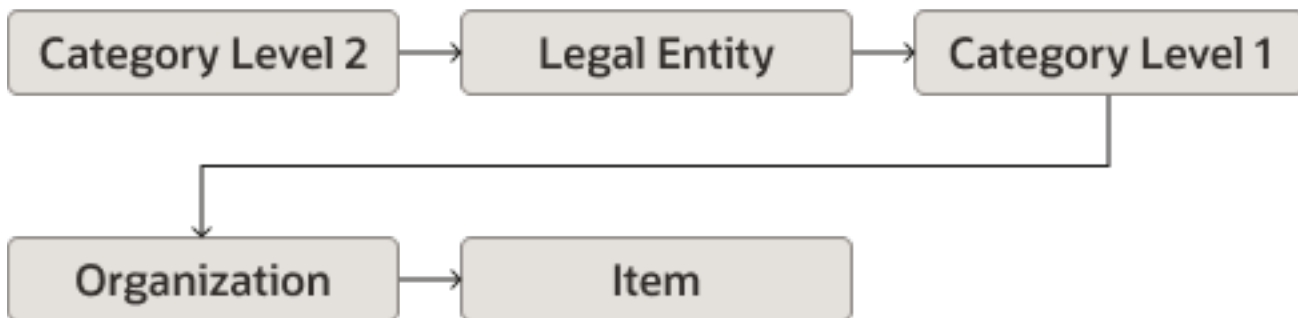 Category Level 2
Legal Entity
Category Level 1
Organization
Item